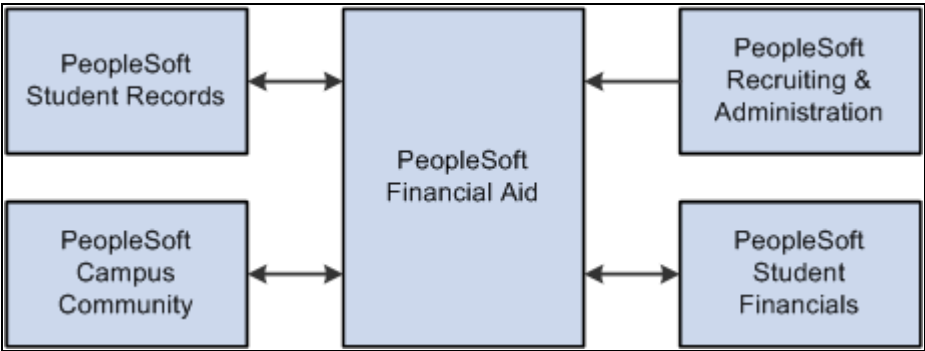 PeopleSoft
Student Records
PeopleSoft
Financial Aid
PeopleSoft
Recruiting &
Administration
PeopleSoft
Campus
Community
PeopleSoft
Student
Financials